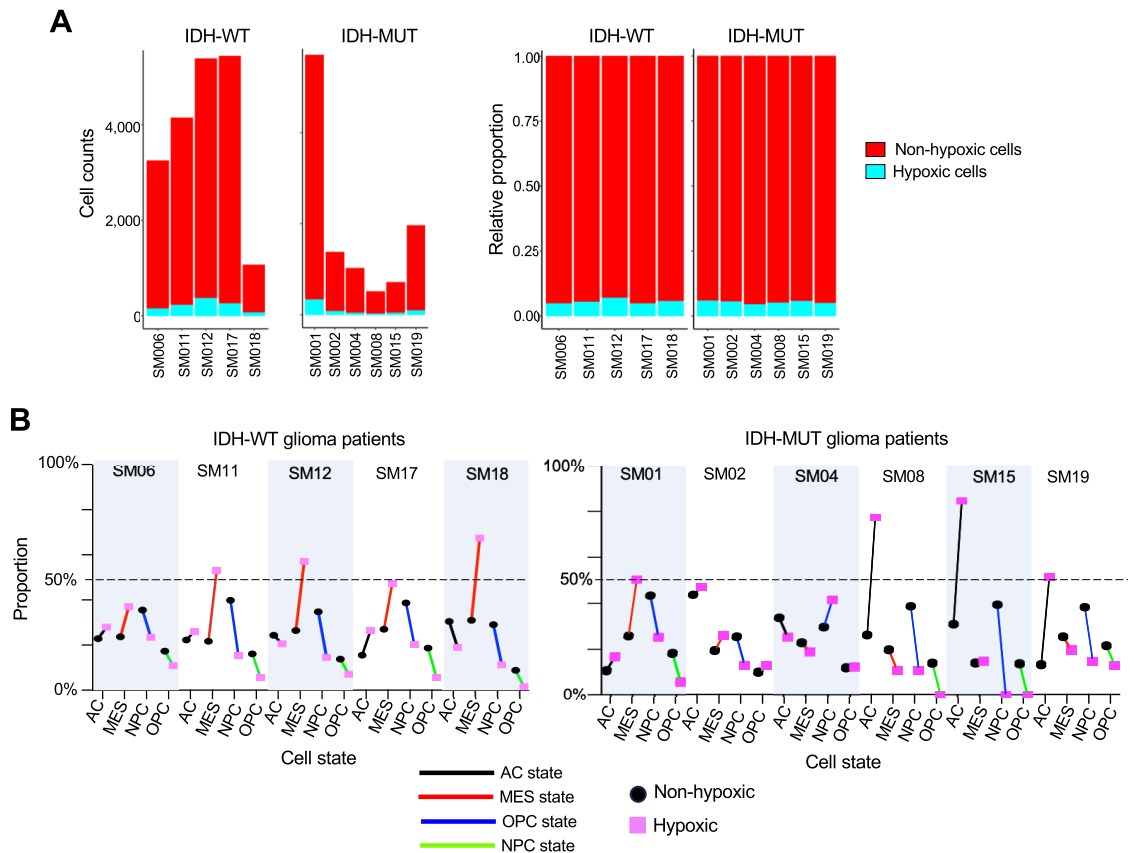 A
IDH-WT IDH-MUT IDH-WT IDH-MUT
Cell counts
4,000
2,000
0
SM006 SM011 SM012 SM017 SM018
SM001 SM002 SM004 SM008 SM015 SM019
Relative proportion
1.00
0.75
0.50
0.25
0.00
SM006 SM011 SM012 SM017 SM018
SM001 SM002 SM004 SM008 SM015 SM019
Non-hypoxic cells
Hypoxic cells
B
IDH-WT glioma patients
Proportion
100%
50%
0%
SM06 SM11 SM12 SM17 SM18
AC MES NPC OPC AC MES NPC OPC AC MES NPC OPC AC MES NPC OPC AC MES NPC OPC
Cell state
IDH-MUT glioma patients
100%
50%
0%
SM01 SM02 SM04 SM08 SM15 SM19
AC MES NPC OPC AC MES NPC OPC AC MES NPC OPC AC MES NPC OPC AC MES NPC OPC AC MES NPC OPC
Cell state
AC state
MES state
OPC state
NPC state
Non-hypoxic
Hypoxic